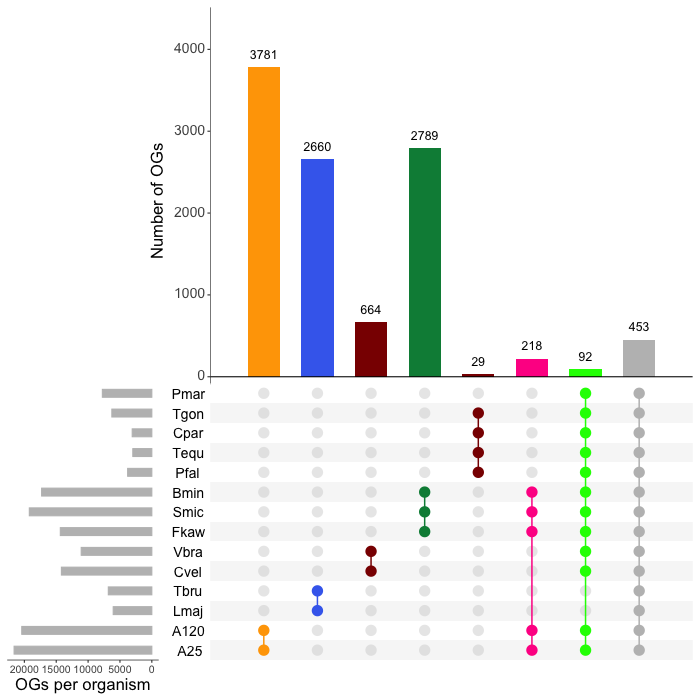 4000
3000
2000
1000
0
Number of OGs
3781
2660
664
2789
29
218
92
453
Pmar
Tgon
Cpar
Tequ
Pfal
Bmin
Smic
Fkaw
Vbra
Cvel
Tbru
Lmaj
A120
A25
20000 15000 10000 5000 0
OGs per organism